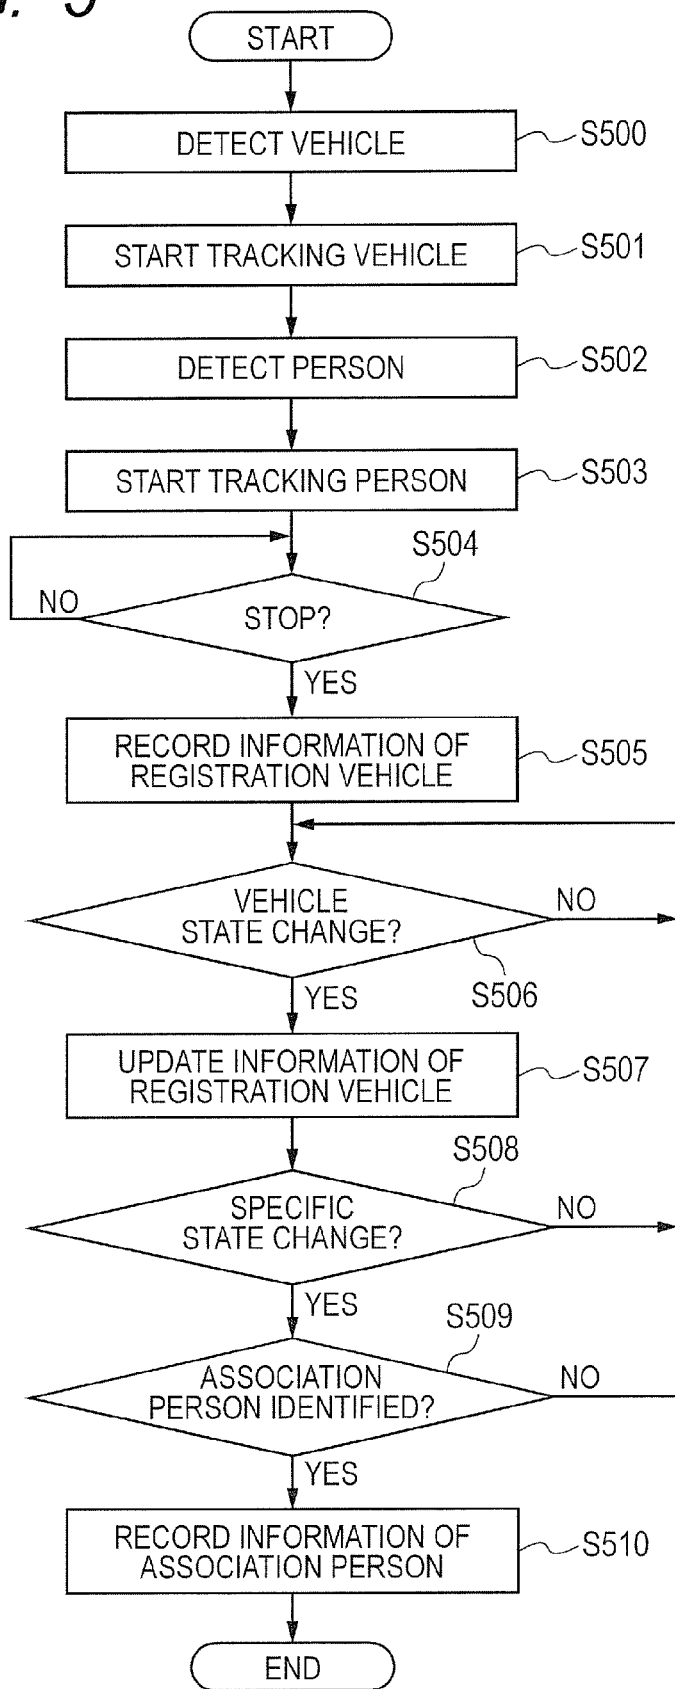 START
DETECT VEHICLE
S500
START TRACKING VEHICLE
S501
DETECT PERSON
S502
START TRACKING PERSON
S503
S504
NO
STOP?
YES
RECORD INFORMATION OF
REGISTRATION VEHICLE
S505
VEHICLE
STATE CHANGE?
NO
S506
YES
UPDATE INFORMATION OF
REGISTRATION VEHICLE
S507
S508
SPECIFIC
STATE CHANGE?
NO
YES
S509
ASSOCIATION
PERSON IDENTIFIED?
NO
YES
RECORD INFORMATION OF
ASSOCIATION PERSON
S510
END